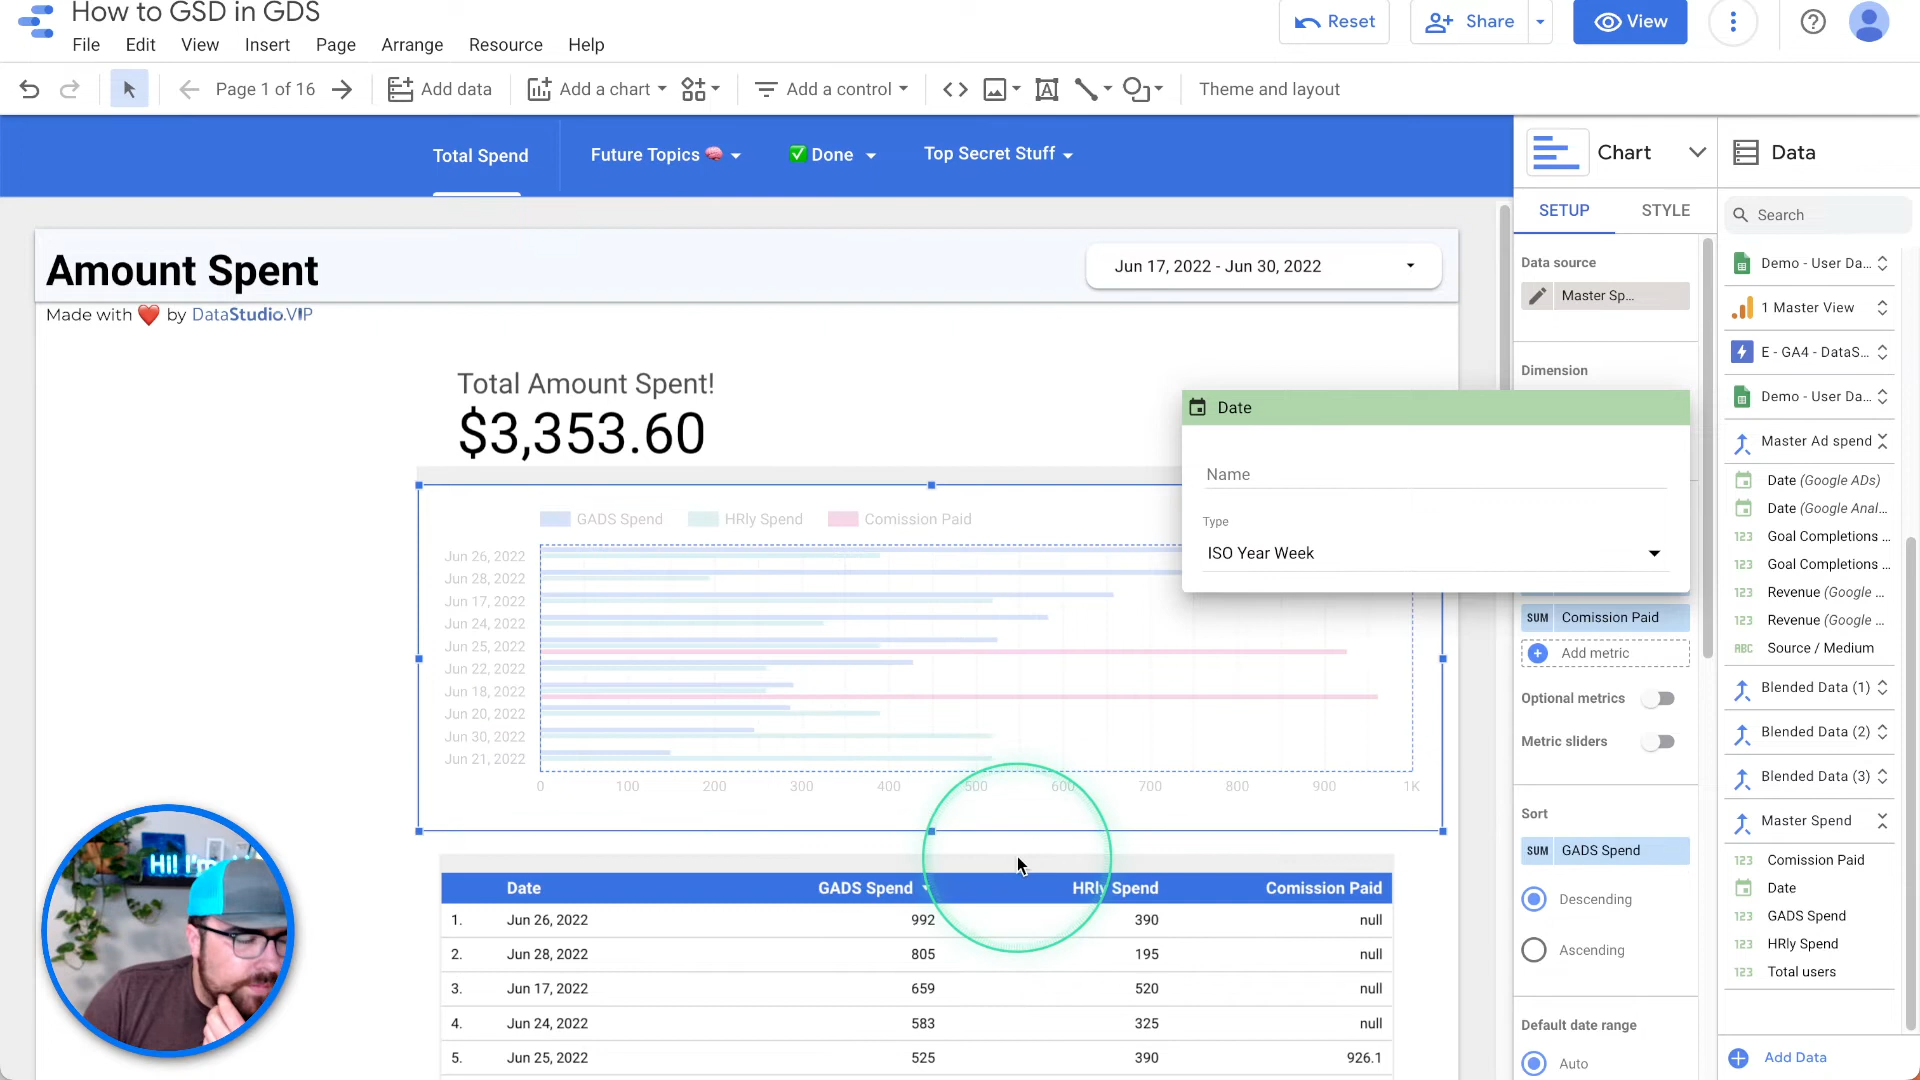 How to GSD in GDS
Reset
Share
View
File Edit View Insert Page Arrange Resource Help
Page 1 of 16
Add data
Add a chart
Add a control
Theme and layout
Total Spend
Future Topics
Done
Top Secret Stuff
Chart
Data
SETUP
STYLE
Search
Amount Spent
Jun 17, 2022 - Jun 30, 2022
Made with ❤️ by DataStudio.VIP
Total Amount Spent!
$3,353.60
GADS Spend
HRly Spend
Comission Paid
Jun 26, 2022
Jun 28, 2022
Jun 17, 2022
Jun 24, 2022
Jun 25, 2022
Jun 22, 2022
Jun 18, 2022
Jun 20, 2022
Jun 30, 2022
Jun 21, 2022
0 100 200 300 400 500 600 700 800 900 1K
Date GADS Spend HRly Spend Comission Paid
1. Jun 26, 2022 992 390 null
2. Jun 28, 2022 805 195 null
3. Jun 17, 2022 659 520 null
4. Jun 24, 2022 583 325 null
5. Jun 25, 2022 525 390 926.1
Hi! I'm
Date
Name
Type
ISO Year Week
Data source
Master Sp...
Dimension
SUM Comission Paid
Add metric
Optional metrics
Metric sliders
Sort
SUM GADS Spend
Descending
Ascending
Default date range
Auto
Demo - User Da...
1 Master View
E - GA4 - DataS...
Demo - User Da...
Master Ad spend
Date (Google ADs)
Date (Google Anal...
123 Goal Completions ...
123 Goal Completions ...
123 Revenue (Google ...
123 Revenue (Google ...
ABC Source / Medium
Blended Data (1)
Blended Data (2)
Blended Data (3)
Master Spend
123 Comission Paid
Date
123 GADS Spend
123 HRly Spend
123 Total users
Add Data